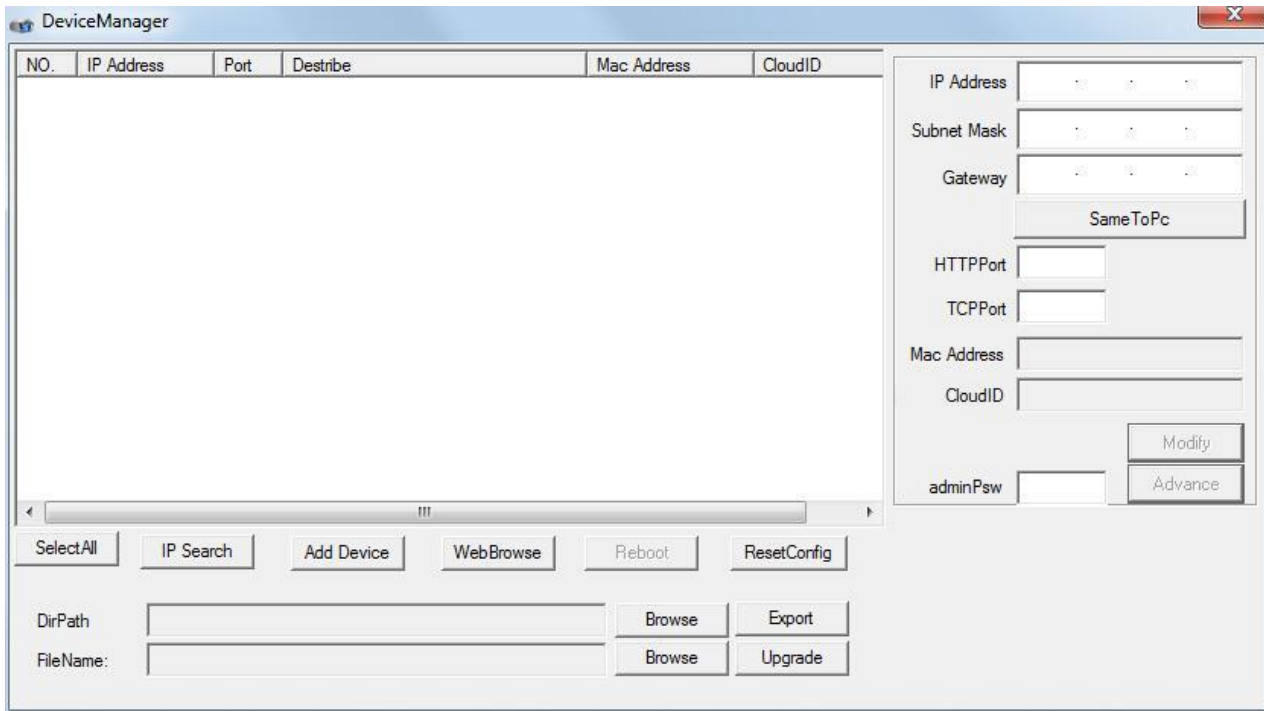 DeviceManager
NO. IP Address Port Destribe Mac Address CloudID
IP Address
Subnet Mask
Gateway
SameToPc
HTTPPort
TCPPort
Mac Address
CloudID
Modify
adminPsw Advance
SelectAll IP Search Add Device WebBrowse Reboot ResetConfig
DirPath Browse Export
FileName: Browse Upgrade